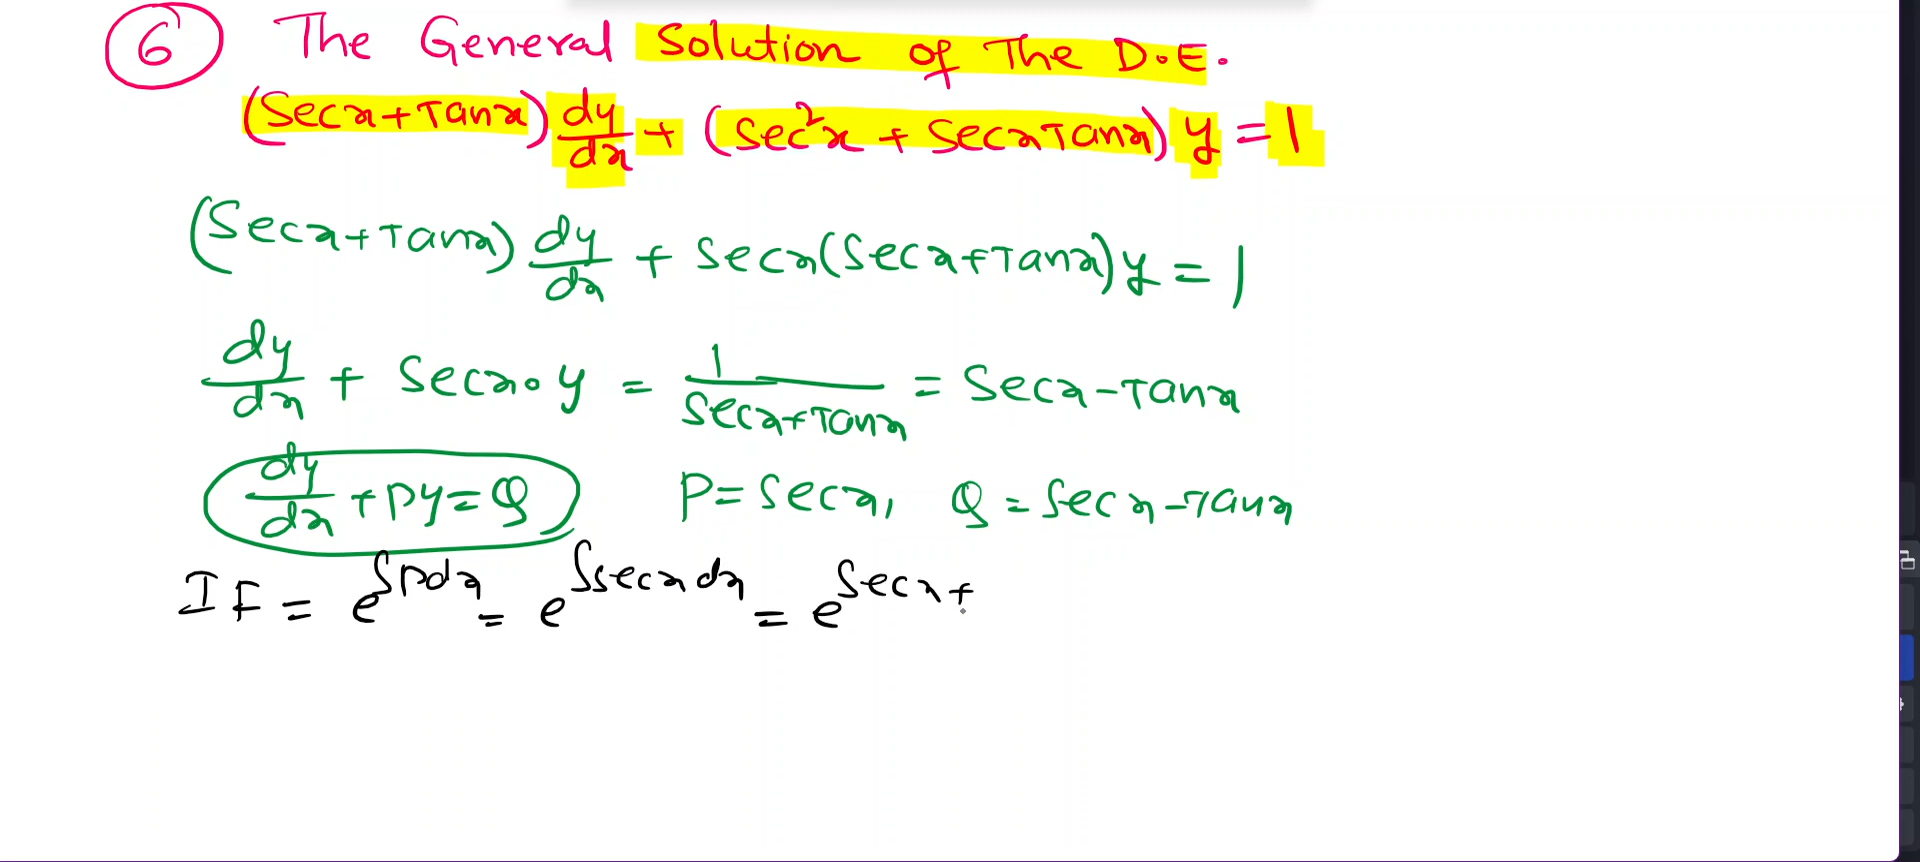 6 The General Solution of The D.E.
(Secx+Tanx) dy/dx + (sec²x + SecxTanx) y = 1
(Secx+Tanx) dy/dx + Secx(Secx+Tanx)y = 1
dy/dx + Secx·y = 1/Secx+Tanx = Secx-Tanx
dy/dx +Py=Q P=Secx, Q=Secx-Tanx
IF = e^∫Pdx = e^∫Secxdx = e^Secx+